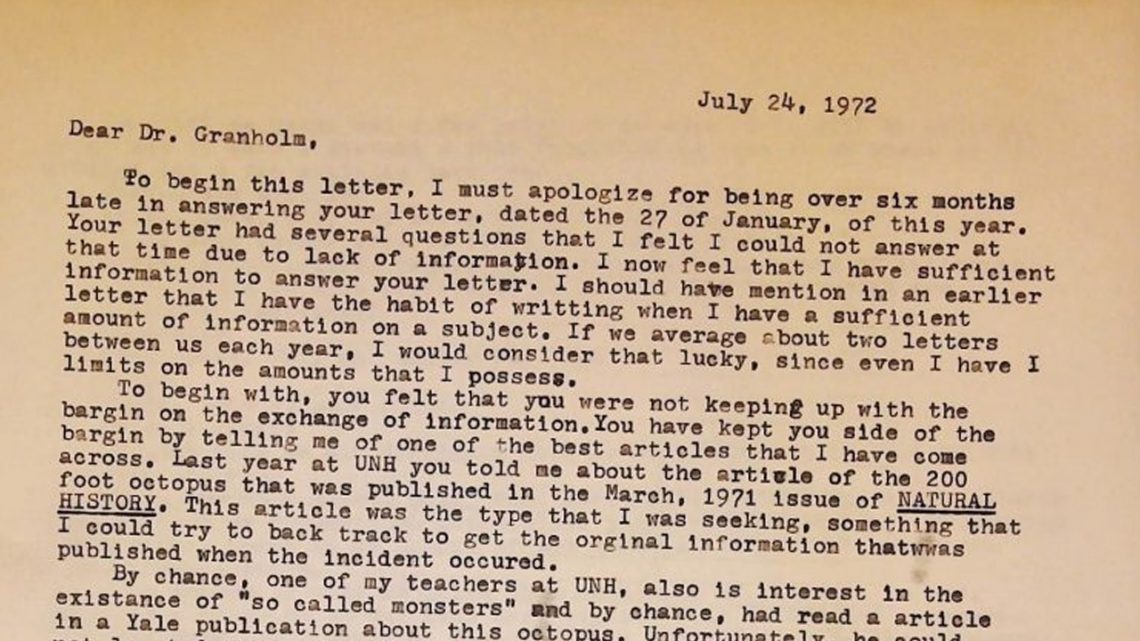 July 24, 1972
Dear Dr. Granholm,
To begin this letter, I must apologize for being over six months
late in answering your letter, dated the 27 of January, of this year.
Your letter had several questions that I felt I could not answer at
that time due to lack of information. I now feel that I have sufficient
information to answer your letter. I should have mention in an earlier
letter that I have the habit of writting when I have a sufficient
amount of information on a subject. If we average about two letters
between us each year, I would consider that lucky, since even I have I
limits on the amounts that I possess.
To begin with, you felt that you were not keeping up with the
bargin on the exchange of information.You have kept you side of the
bargin by telling me of one of the best articles that I have come
across. Last year at UNH you told me about the article of the 200
foot octopus that was published in the March, 1971 issue of NATURAL
HISTORY. This article was the type that I was seeking, something that
I could try to back track to get the orginal information thatwwas
published when the incident occured.
By chance, one of my teachers at UNH, also is interest in the
existance of "so called monsters" and by chance, had read a article
in a Yale publication about this octopus. Unfortunately, he could